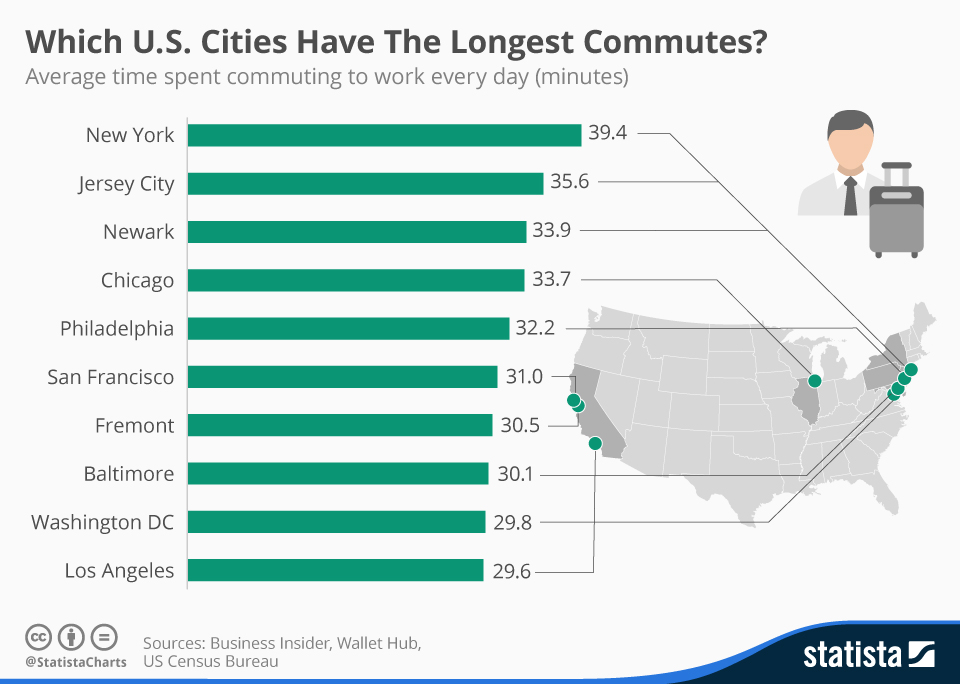 Which U.S. Cities Have The Longest Commutes?
Average time spent commuting to work every day (minutes)
New York 39.4
Jersey City 35.6
Newark 33.9
Chicago 33.7
Philadelphia 32.2
San Francisco 31.0
Fremont 30.5
Baltimore 30.1
Washington DC 29.8
Los Angeles 29.6
cc =
@StatistaCharts
Sources: Business Insider, Wallet Hub,
US Census Bureau
statista